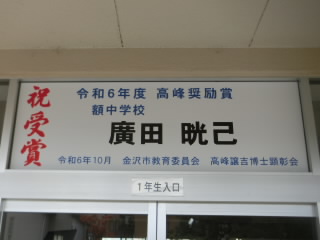 祝受賞
令和6年度 高峰奨励賞
額中学校
廣田 晄己
令和6年10月 金沢市教育委員会 高峰譲吉博士顕彰会
1年生入口